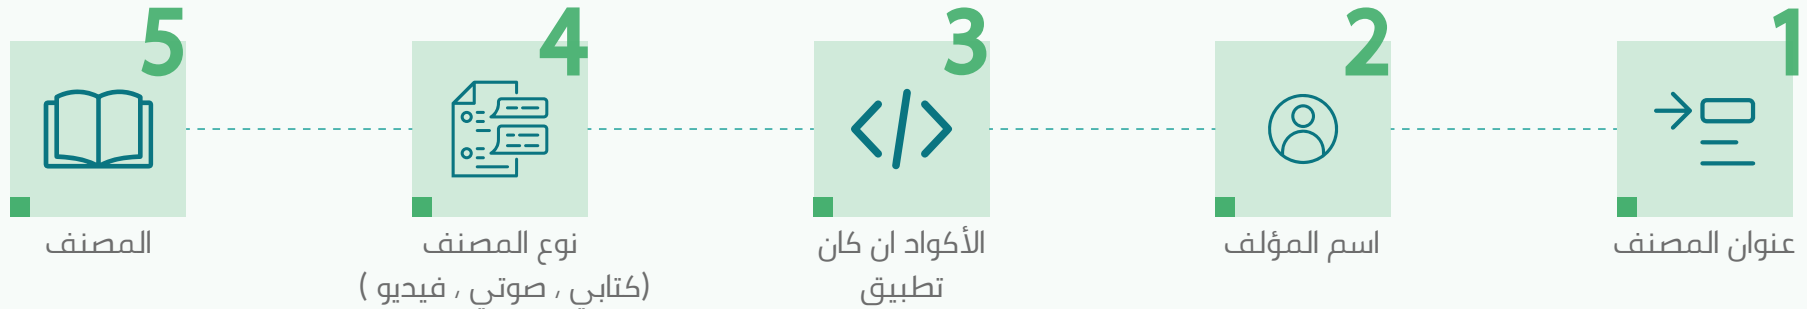 1
عنوان المصنف
2
اسم المؤلف
3
الأكواد ان كان
تطبيق
4
نوع المصنف
(كتابي , صوتي , فيديو )
5
المصنف